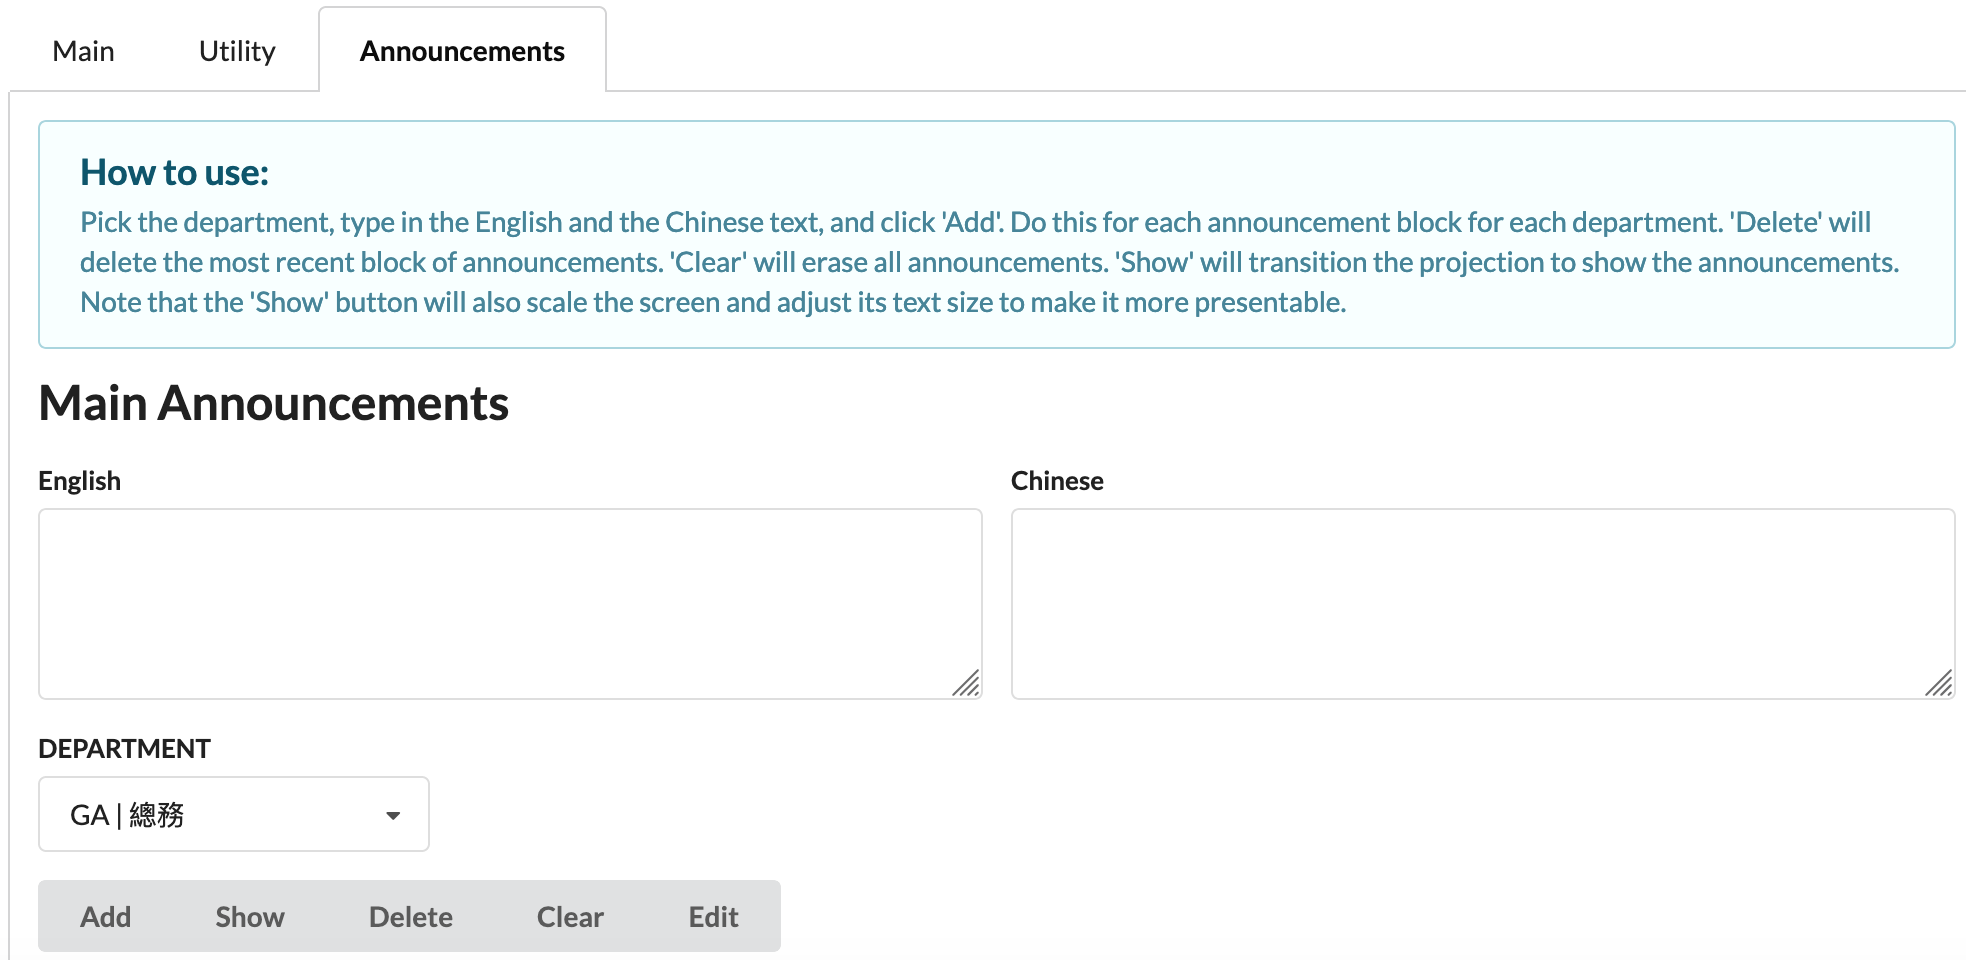 Main Utility Announcements
How to use:
Pick the department, type in the English and the Chinese text, and click 'Add'. Do this for each announcement block for each department. 'Delete' will
delete the most recent block of announcements. 'Clear' will erase all announcements. 'Show' will transition the projection to show the announcements.
Note that the 'Show' button will also scale the screen and adjust its text size to make it more presentable.
Main Announcements
English Chinese
DEPARTMENT
GA | 總務
Add Show Delete Clear Edit